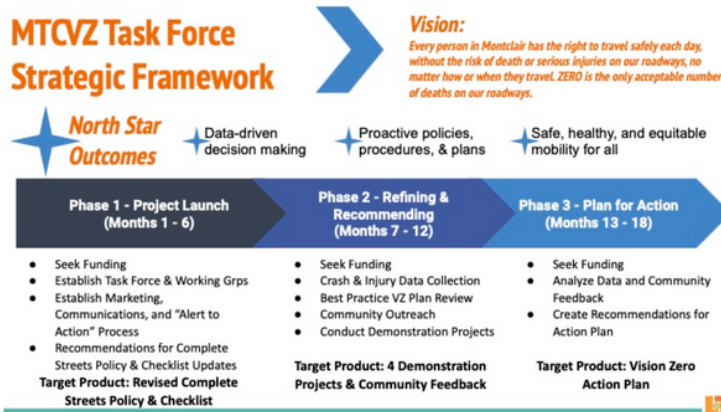 MTCVZ Task Force
Strategic Framework
Vision:
Every person in Montclair has the right to travel safely each day,
without the risk of death or serious injuries on our roadways, no
matter how or when they travel. ZERO is the only acceptable number
of deaths on our roadways.
North Star
Outcomes
Data-driven
decision making
Proactive policies,
procedures, & plans
Safe, healthy, and equitable
mobility for all
Phase 1 - Project Launch
(Months 1 - 6)
Phase 2 - Refining &
Recommending
(Months 7 - 12)
Phase 3 - Plan for Action
(Months 13 - 18)
● Seek Funding
● Establish Task Force & Working Grps
● Establish Marketing,
Communications, and "Alert to
Action" Process
● Recommendations for Complete
Streets Policy & Checklist Updates
Target Product: Revised Complete
Streets Policy & Checklist
● Seek Funding
● Crash & Injury Data Collection
● Best Practice VZ Plan Review
● Community Outreach
● Conduct Demonstration Projects
Target Product: 4 Demonstration
Projects & Community Feedback
● Seek Funding
● Analyze Data and Community
Feedback
● Create Recommendations for
Action Plan
Target Product: Vision Zero
Action Plan